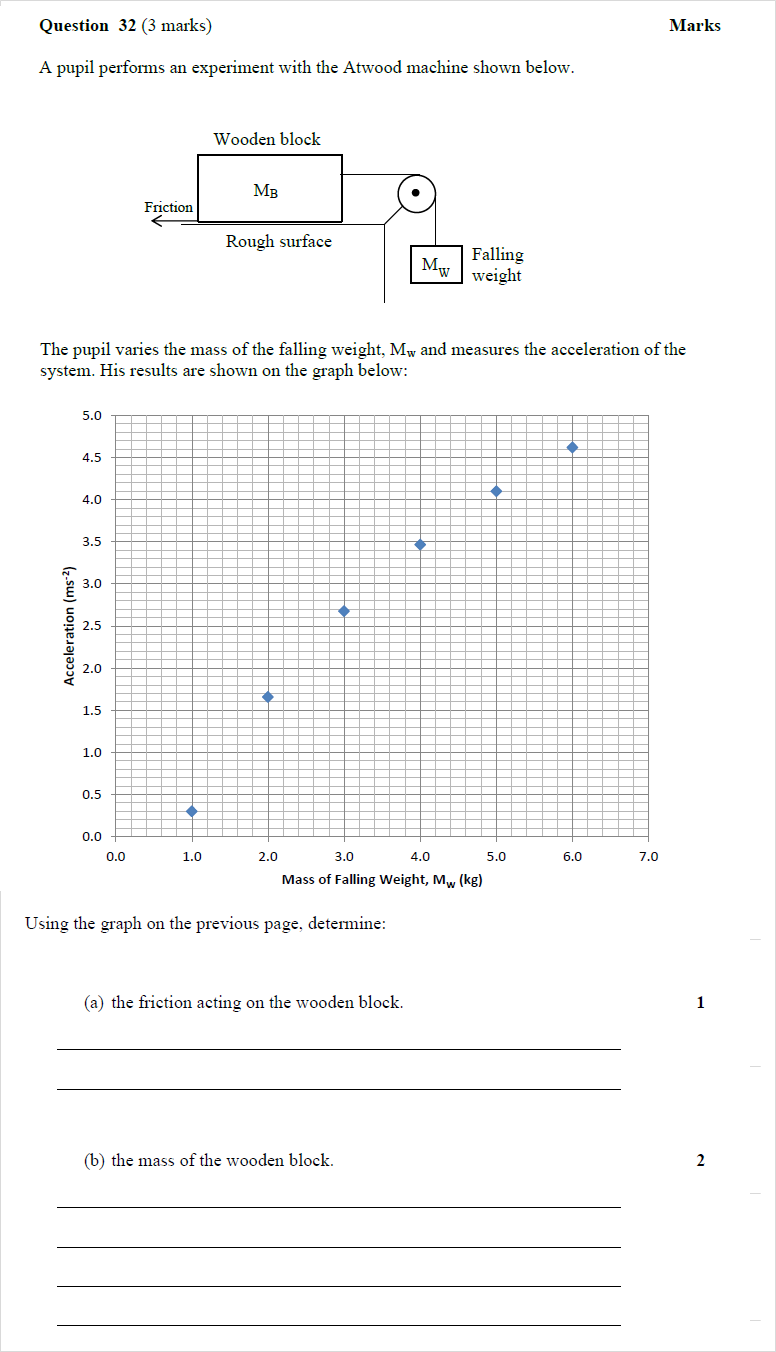 Question 32 (3 marks) Marks
A pupil performs an experiment with the Atwood machine shown below.
Wooden block
MB
Friction
Rough surface
MW
Falling
weight
The pupil varies the mass of the falling weight, Mw and measures the acceleration of the
system. His results are shown on the graph below:
5.0
4.5
4.0
3.5
3.0
2.5
2.0
1.5
1.0
0.5
0.0
Acceleration (ms-2)
0.0 1.0 2.0 3.0 4.0 5.0 6.0 7.0
Mass of Falling Weight, Mw (kg)
Using the graph on the previous page, determine:
(a) the friction acting on the wooden block. 1
(b) the mass of the wooden block. 2